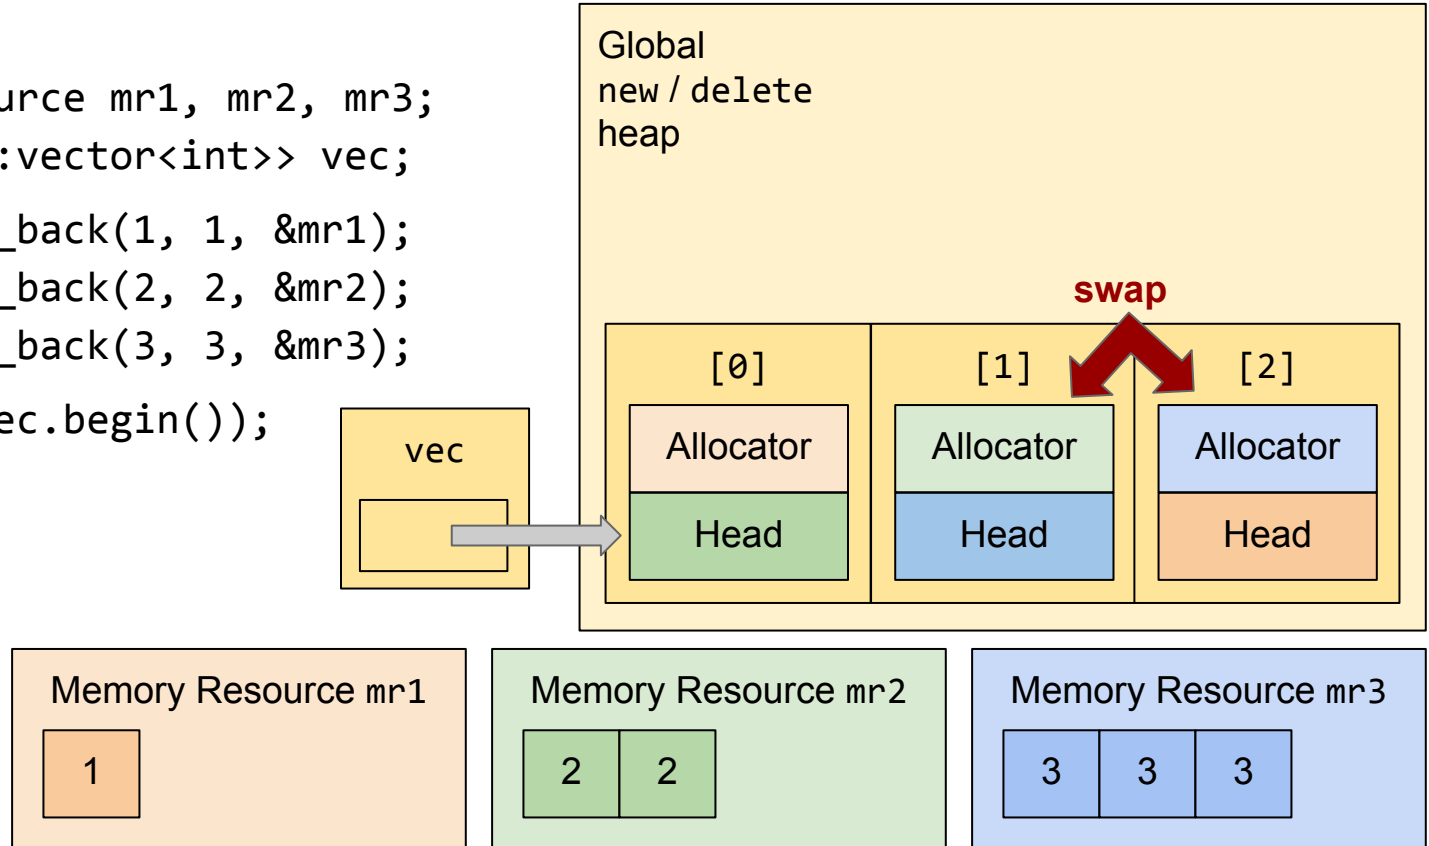 urce mr1, mr2, mr3;
:vector<int>> vec;
_back(1, 1, &mr1);
_back(2, 2, &mr2);
_back(3, 3, &mr3);
ec.begin());
Global
new / delete
heap
swap
[0] [1] [2]
vec
Allocator Allocator Allocator
Head Head Head
Memory Resource mr1
1
Memory Resource mr2
2 2
Memory Resource mr3
3 3 3